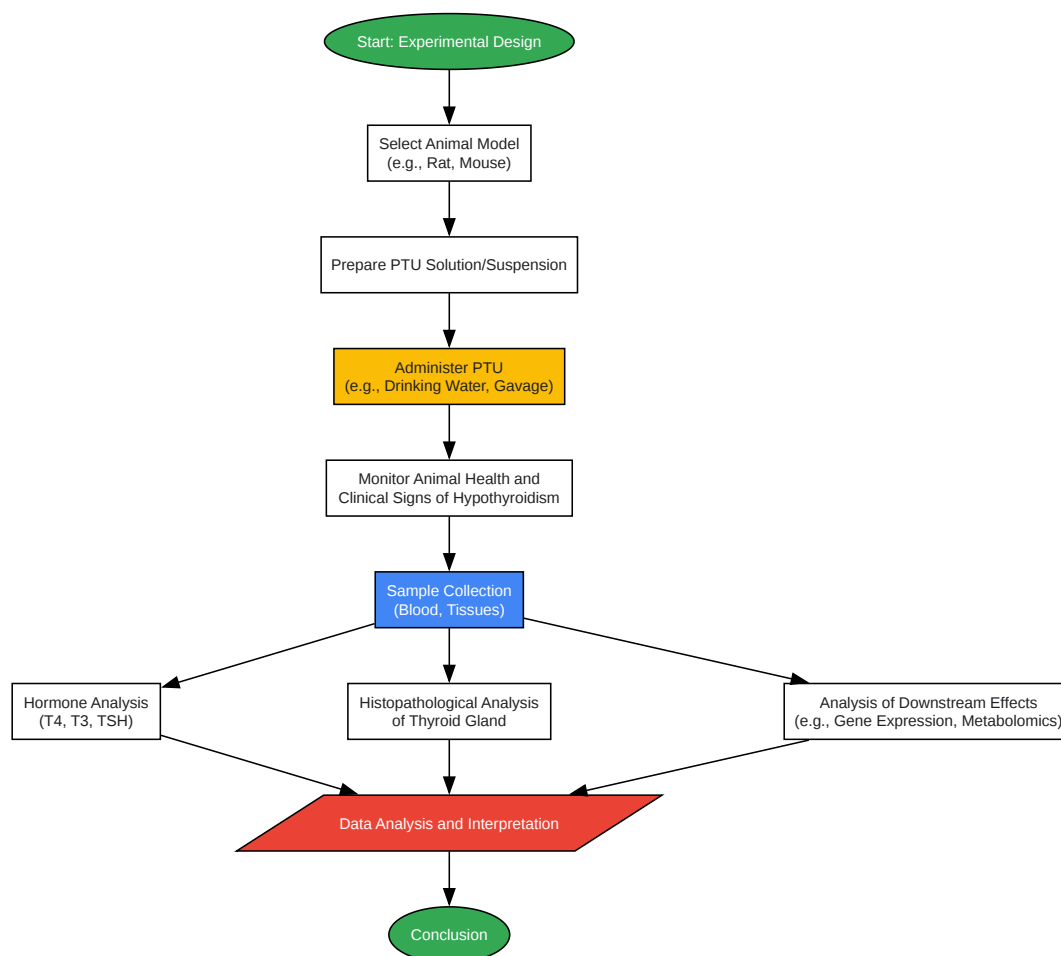 Start: Experimental Design
Select Animal Model
(e.g., Rat, Mouse)
Prepare PTU Solution/Suspension
Administer PTU
(e.g., Drinking Water, Gavage)
Monitor Animal Health and
Clinical Signs of Hypothyroidism
Sample Collection
(Blood, Tissues)
Hormone Analysis
(T4, T3, TSH)
Histopathological Analysis
of Thyroid Gland
Analysis of Downstream Effects
(e.g., Gene Expression, Metabolomics)
Data Analysis and Interpretation
Conclusion